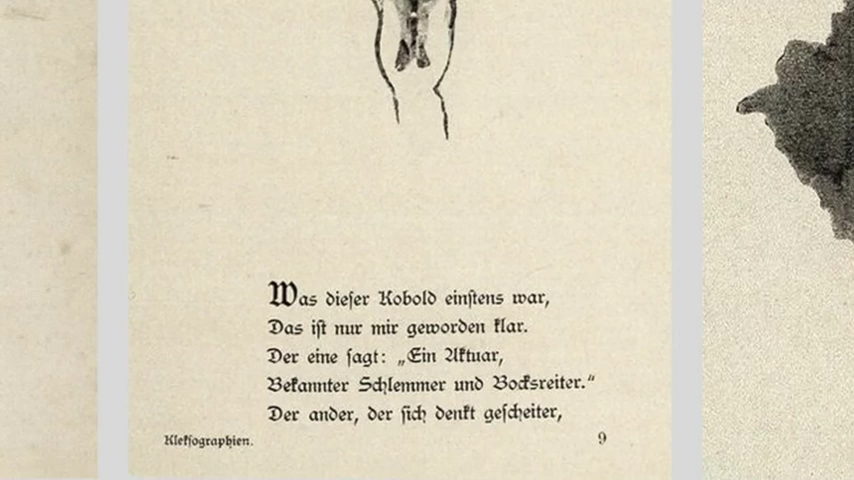 Was dieſer Kobold einſtens war,
Das iſt nur mir geworden klar.
Der eine ſagt: „Ein Aktuar,
Bekannter Schlemmer und Bocksreiter.“
Der ander, der ſich denkt geſcheiter,
Klekſographien.
9